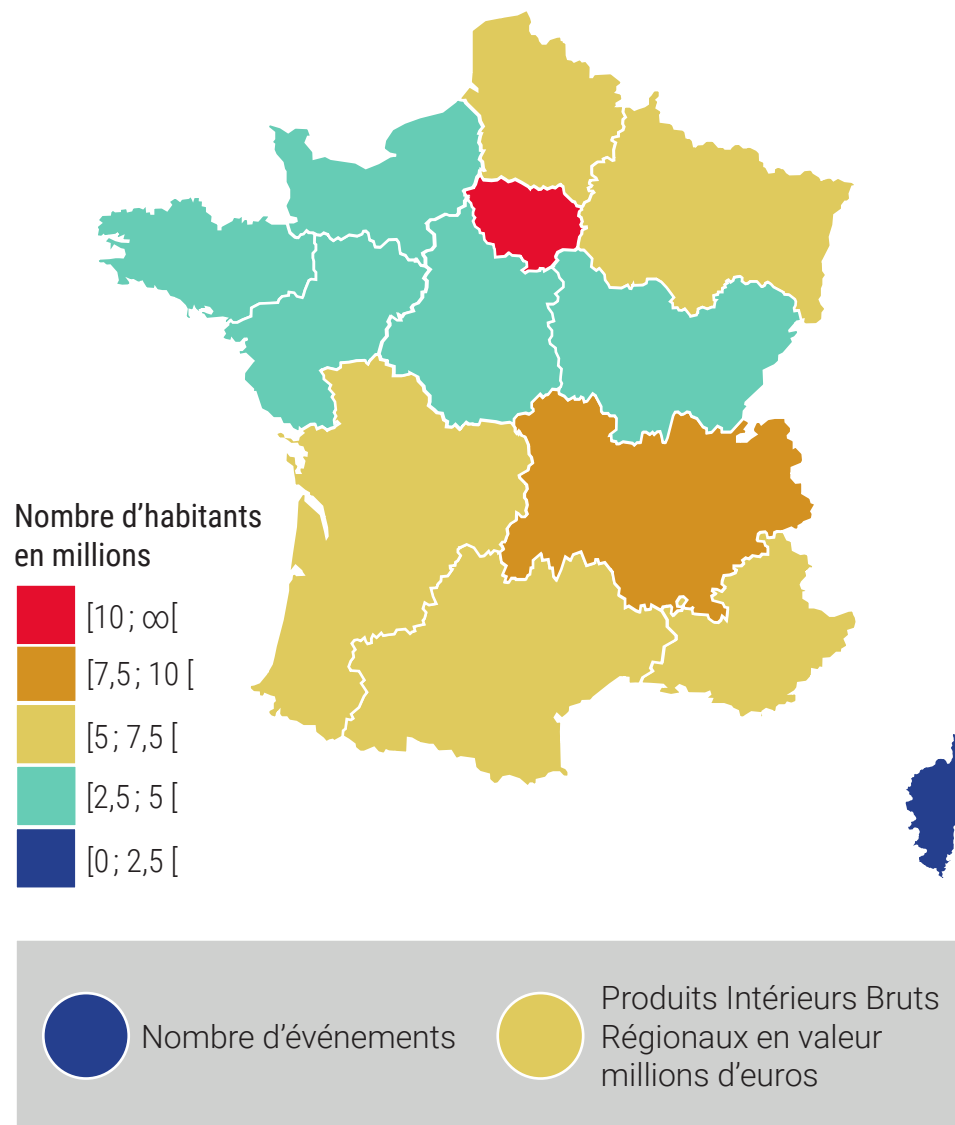 Nombre d’habitants
en millions
[10 ; ∞[
[7,5 ; 10 [
[5 ; 7,5 [
[2,5 ; 5 [
[0 ; 2,5 [
Nombre d’événements
Produits Intérieurs Bruts
Régionaux en valeur
millions d’euros